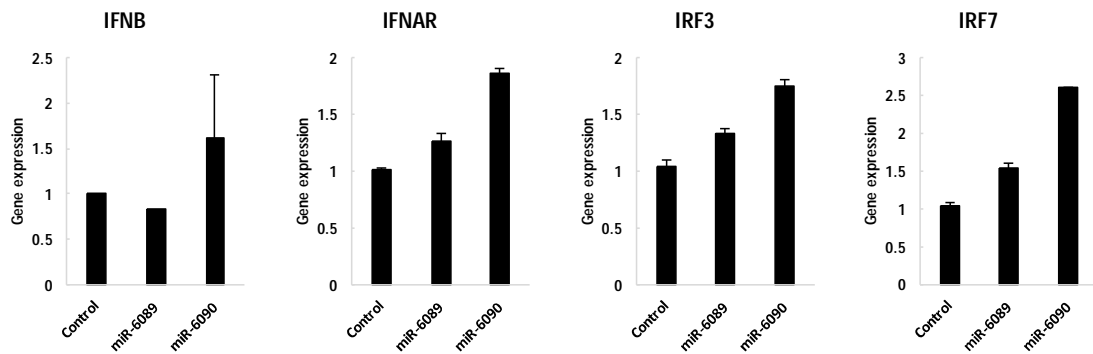 IFNB
Gene expression
2.5
2
1.5
1
0.5
0
Control
miR-6089
miR-6090
IFNAR
Gene expression
2
1.5
1
0.5
0
Control
miR-6089
miR-6090
IRF3
Gene expression
2
1.5
1
0.5
0
Control
miR-6089
miR-6090
IRF7
Gene expression
3
2.5
2
1.5
1
0.5
0
Control
miR-6089
miR-6090